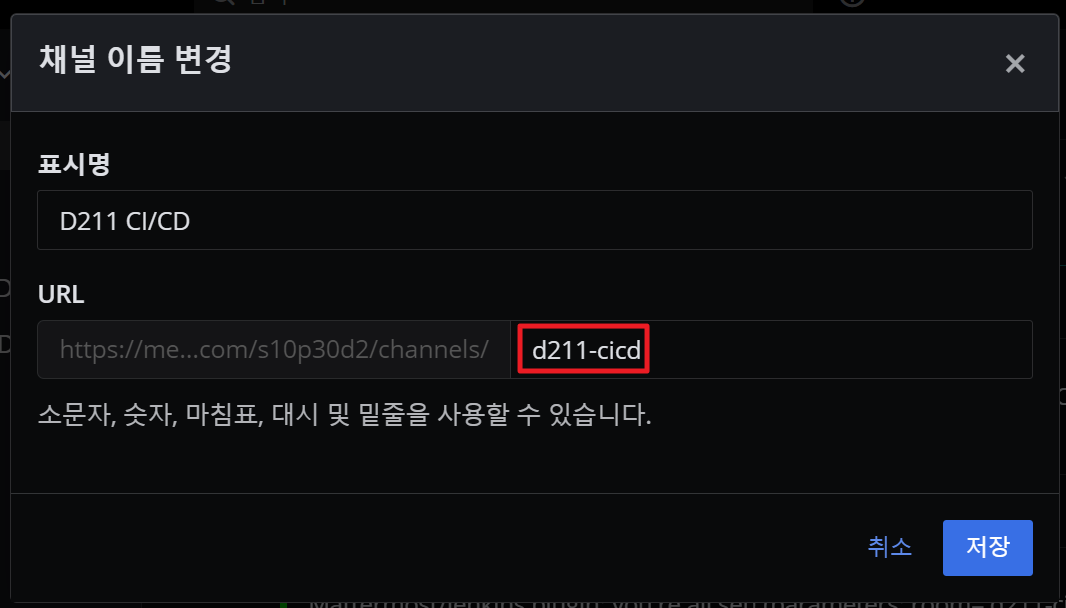 채널 이름 변경
표시명
D211 CI/CD
URL
https://me...com/s10p30d2/channels/ d211-cicd
소문자, 숫자, 마침표, 대시 및 밑줄을 사용할 수 있습니다.
취소 저장